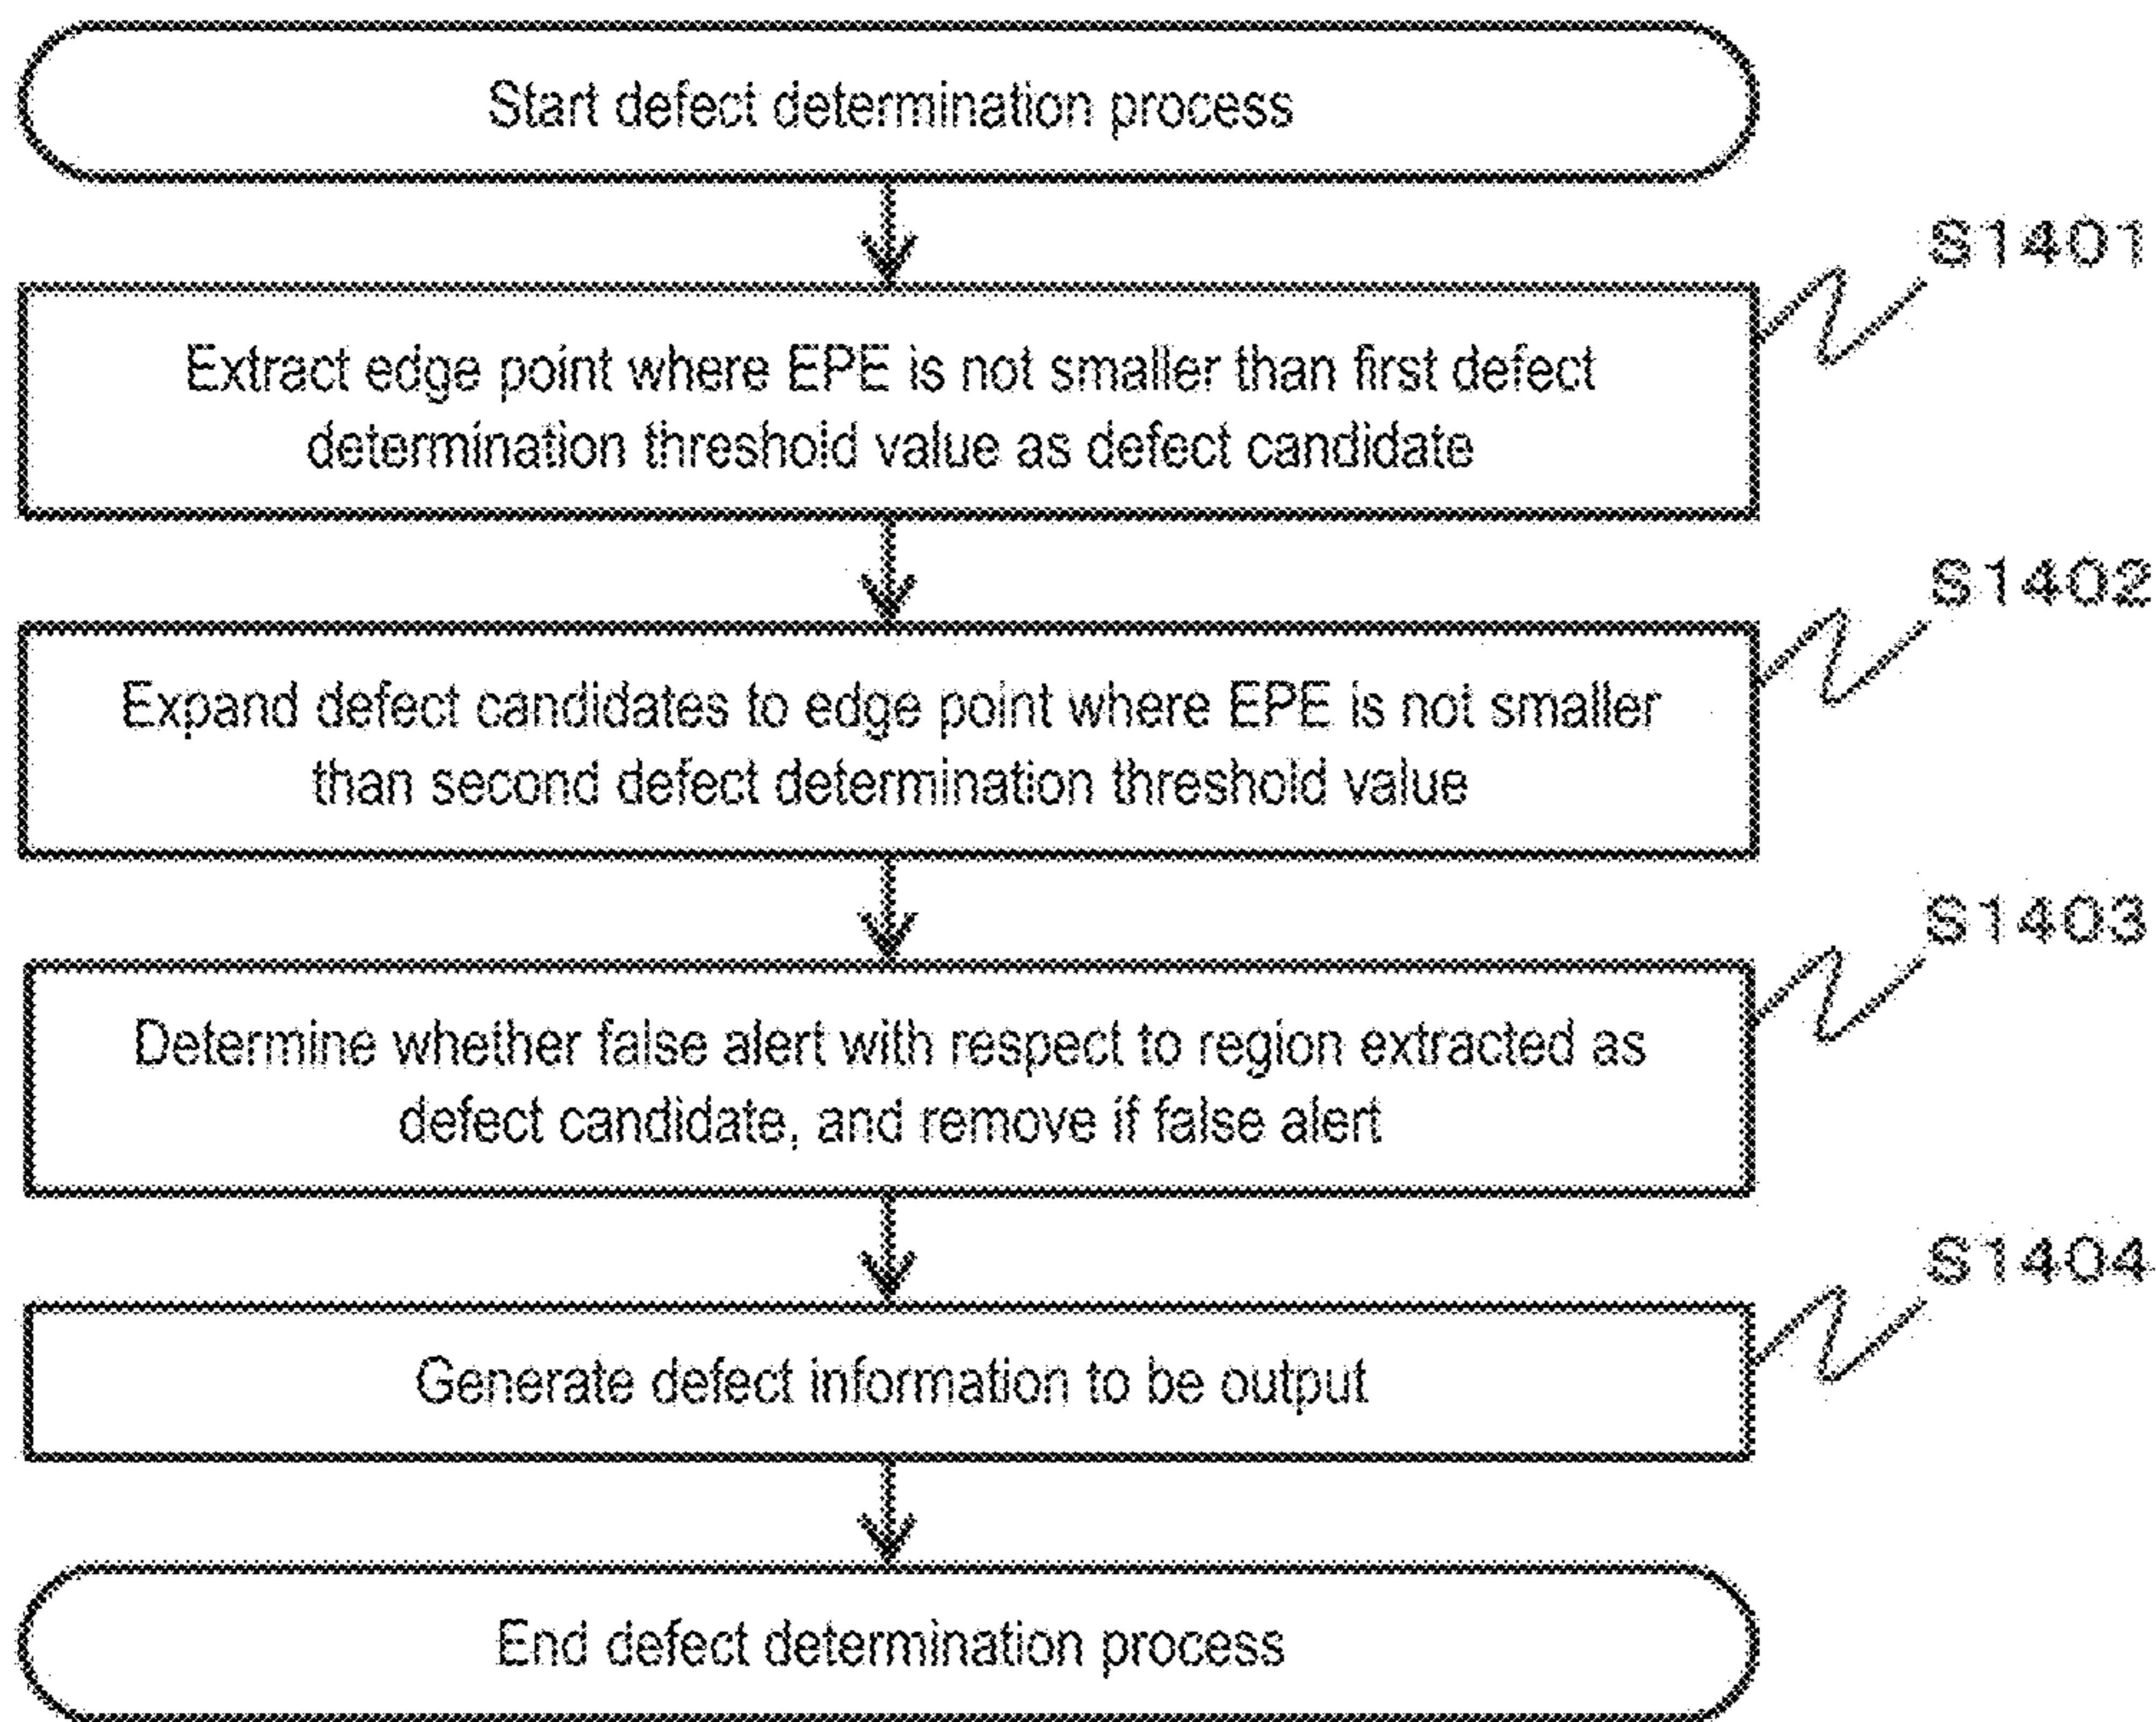 Start defect determination process
S1401
Extract edge point where EPE is not smaller than first defect
determination threshold value as defect candidate
S1402
Expand defect candidates to edge point where EPE is not smaller
than second defect determination threshold value
S1403
Determine whether false alert with respect to region extracted as
defect candidate, and remove if false alert
S1404
Generate defect information to be output
End defect determination process